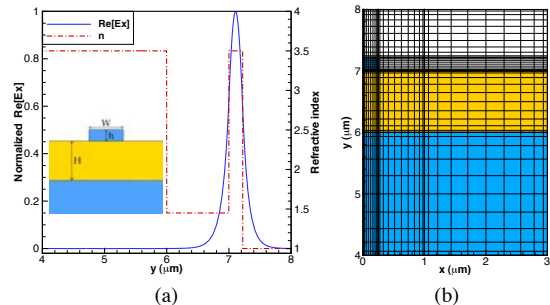 (a)
1
0.8
0.6
0.4
0.2
0
Normalized Re[Ex]
Re[Ex]
n
W
h
H
4
3.5
3
2.5
2
1.5
1
Refractive index
4
5
6
7
8
y (μm)
(a)
(b)
8
7
6
5
4
y (μm)
0
1
2
3
x (μm)
(b)